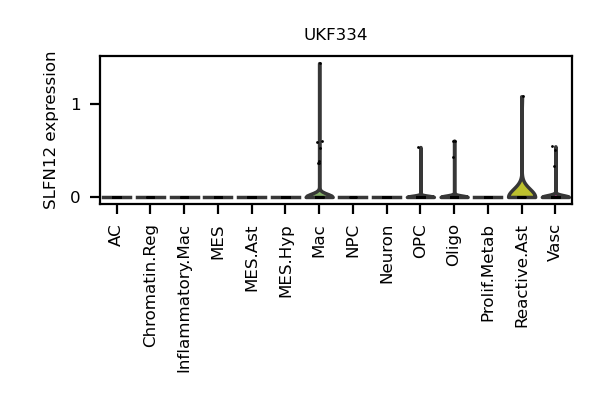 UKF334
SLFN12 expression
1
0
AC
Chromatin.Reg
Inflammatory.Mac
MES
MES.Ast
MES.Hyp
Mac
NPC
Neuron
OPC
Oligo
Prolif.Metab
Reactive.Ast
Vasc